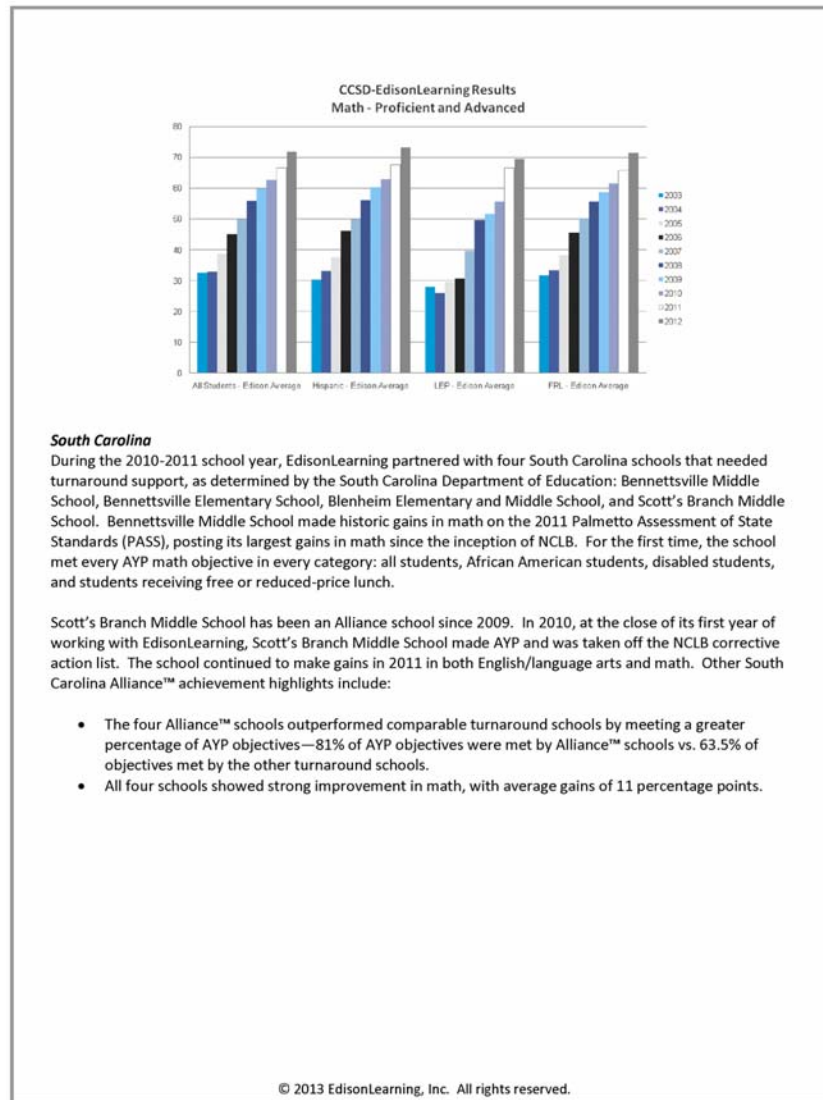 CCSD-EdisonLearning Results
Math - Proficient and Advanced
80
70
60
50
40
30
20
10
0
All Students - Edison Average
Hispanic - Edison Average
LEP - Edison Average
FRL - Edison Average
2003
2004
2005
2006
2007
2008
2009
2010
2011
2012
South Carolina
During the 2010-2011 school year, EdisonLearning partnered with four South Carolina schools that needed
turnaround support, as determined by the South Carolina Department of Education: Bennettsville Middle
School, Bennettsville Elementary School, Blenheim Elementary and Middle School, and Scott's Branch Middle
School.  Bennettsville Middle School made historic gains in math on the 2011 Palmetto Assessment of State
Standards (PASS), posting its largest gains in math since the inception of NCLB.  For the first time, the school
met every AYP math objective in every category: all students, African American students, disabled students,
and students receiving free or reduced-price lunch.
Scott's Branch Middle School has been an Alliance school since 2009.  In 2010, at the close of its first year of
working with EdisonLearning, Scott's Branch Middle School made AYP and was taken off the NCLB corrective
action list.  The school continued to make gains in 2011 in both English/language arts and math.  Other South
Carolina Alliance™ achievement highlights include:
• The four Alliance™ schools outperformed comparable turnaround schools by meeting a greater
percentage of AYP objectives—81% of AYP objectives were met by Alliance™ schools vs. 63.5% of
objectives met by the other turnaround schools.
• All four schools showed strong improvement in math, with average gains of 11 percentage points.
© 2013 EdisonLearning, Inc.  All rights reserved.